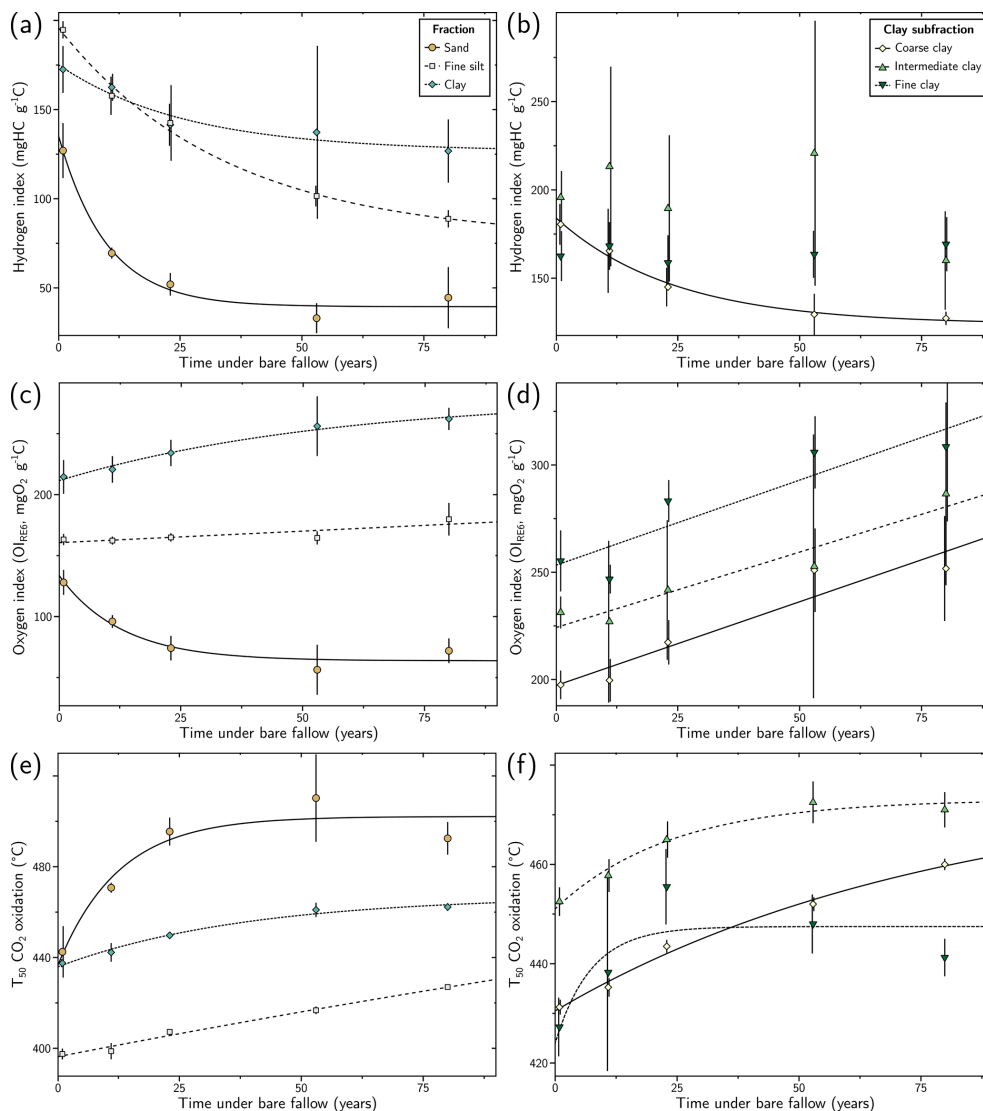 (a)
Fraction
Sand
Fine silt
Clay
Hydrogen index (mgHC g⁻¹C)
150
100
50
0
25
50
75
Time under bare fallow (years)
(b)
Clay subfraction
Coarse clay
Intermediate clay
Fine clay
Hydrogen index (mgHC g⁻¹C)
250
200
150
0
25
50
75
Time under bare fallow (years)
(c)
Oxygen index (OI_RE6, mgO₂ g⁻¹C)
200
100
0
25
50
75
Time under bare fallow (years)
(d)
Oxygen index (OI_RE6, mgO₂ g⁻¹C)
300
250
200
0
25
50
75
Time under bare fallow (years)
(e)
T₅₀ CO₂ oxidation (°C)
480
440
400
0
25
50
75
Time under bare fallow (years)
(f)
T₅₀ CO₂ oxidation (°C)
460
440
420
0
25
50
75
Time under bare fallow (years)